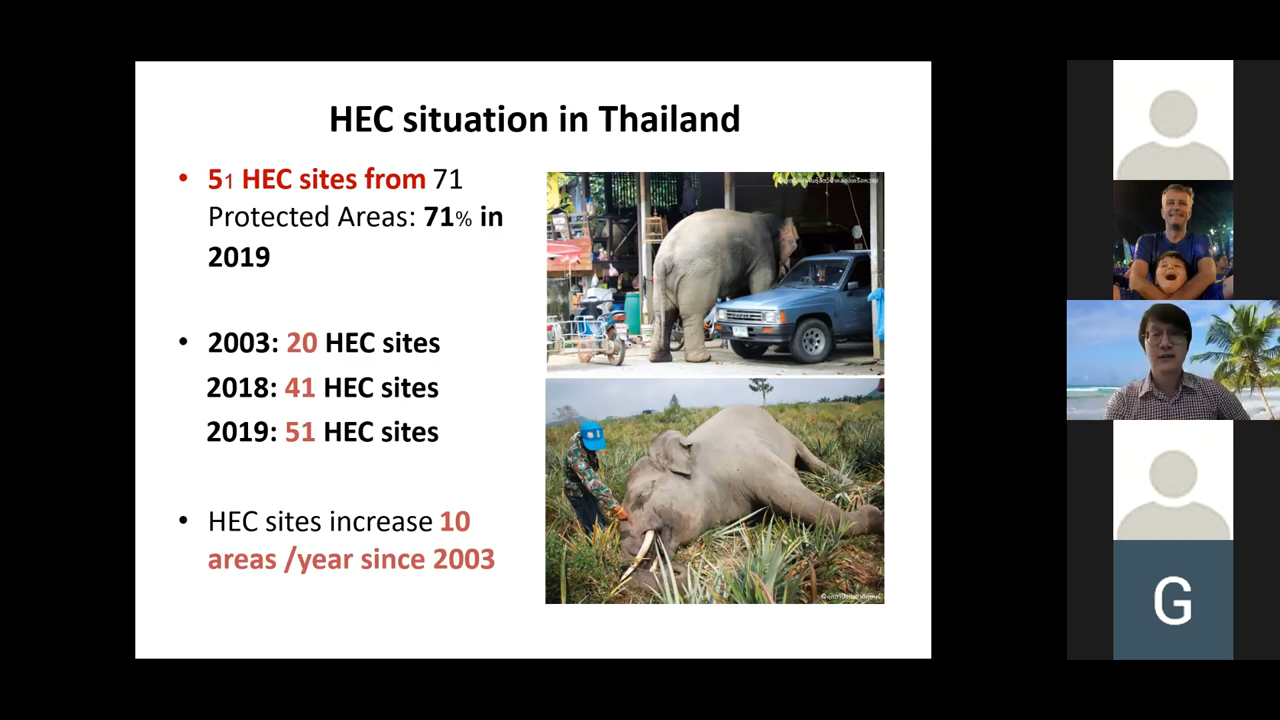 HEC situation in Thailand
• 51 HEC sites from 71
Protected Areas: 71% in
2019
• 2003: 20 HEC sites
2018: 41 HEC sites
2019: 51 HEC sites
• HEC sites increase 10
areas /year since 2003
G